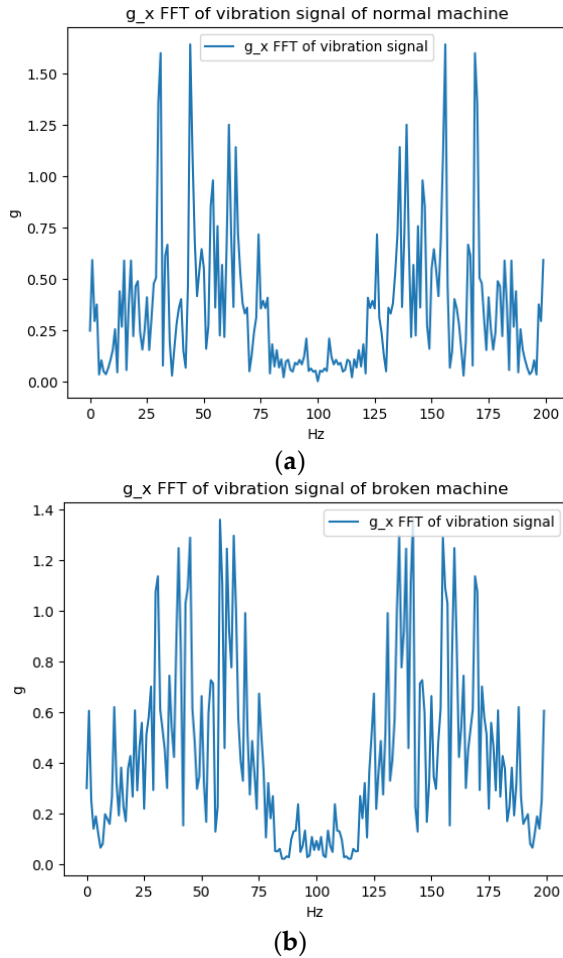 g_x FFT of vibration signal of normal machine
g_x FFT of vibration signal
1.50
1.25
1.00
0.75
0.50
0.25
0.00
g
0 25 50 75 100 125 150 175 200
Hz
(a)
g_x FFT of vibration signal of broken machine
g_x FFT of vibration signal
1.4
1.2
1.0
0.8
0.6
0.4
0.2
0.0
g
0 25 50 75 100 125 150 175 200
Hz
(b)